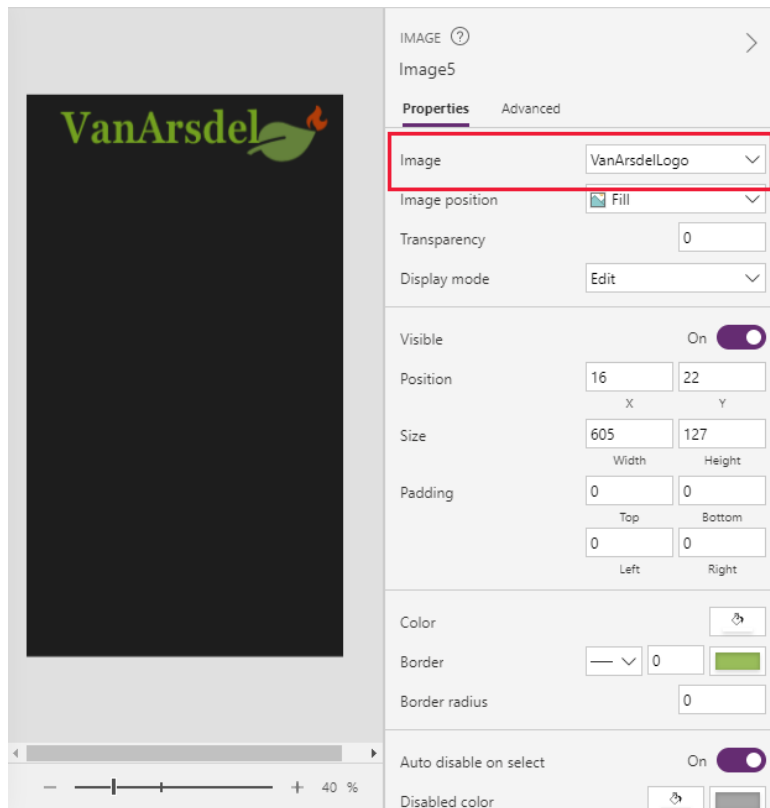 VanArsdel
40 %
IMAGE ?
Image5
Properties Advanced
Image VanArsdelLogo
Image position Fill
Transparency 0
Display mode Edit
Visible On
Position 16 22
X Y
Size 605 127
Width Height
Padding 0 0
Top Bottom
0 0
Left Right
Color
Border 0
Border radius 0
Auto disable on select On
Disabled color